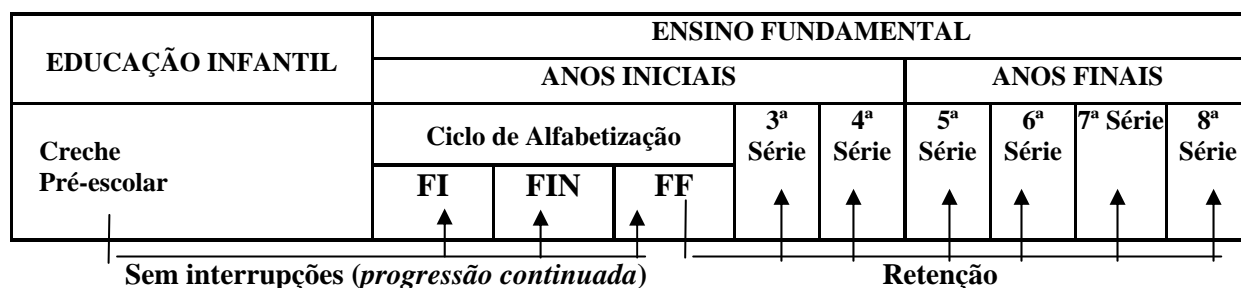 EDUCAÇÃO INFANTIL
ENSINO FUNDAMENTAL
ANOS INICIAIS
ANOS FINAIS
Creche
Pré-escolar
Ciclo de Alfabetização
FI
FIN
FF
3ª
Série
4ª
Série
5ª
Série
6ª
Série
7ª Série
8ª
Série
Sem interrupções (progressão continuada)
Retenção